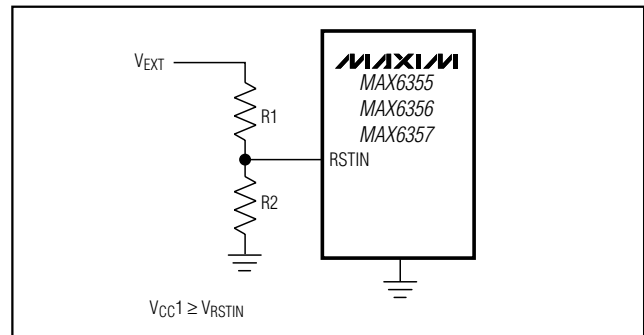 VEXT
R1
R2
MAXIM
MAX6355
MAX6356
MAX6357
RSTIN
VCC1 ≥ VRSTIN